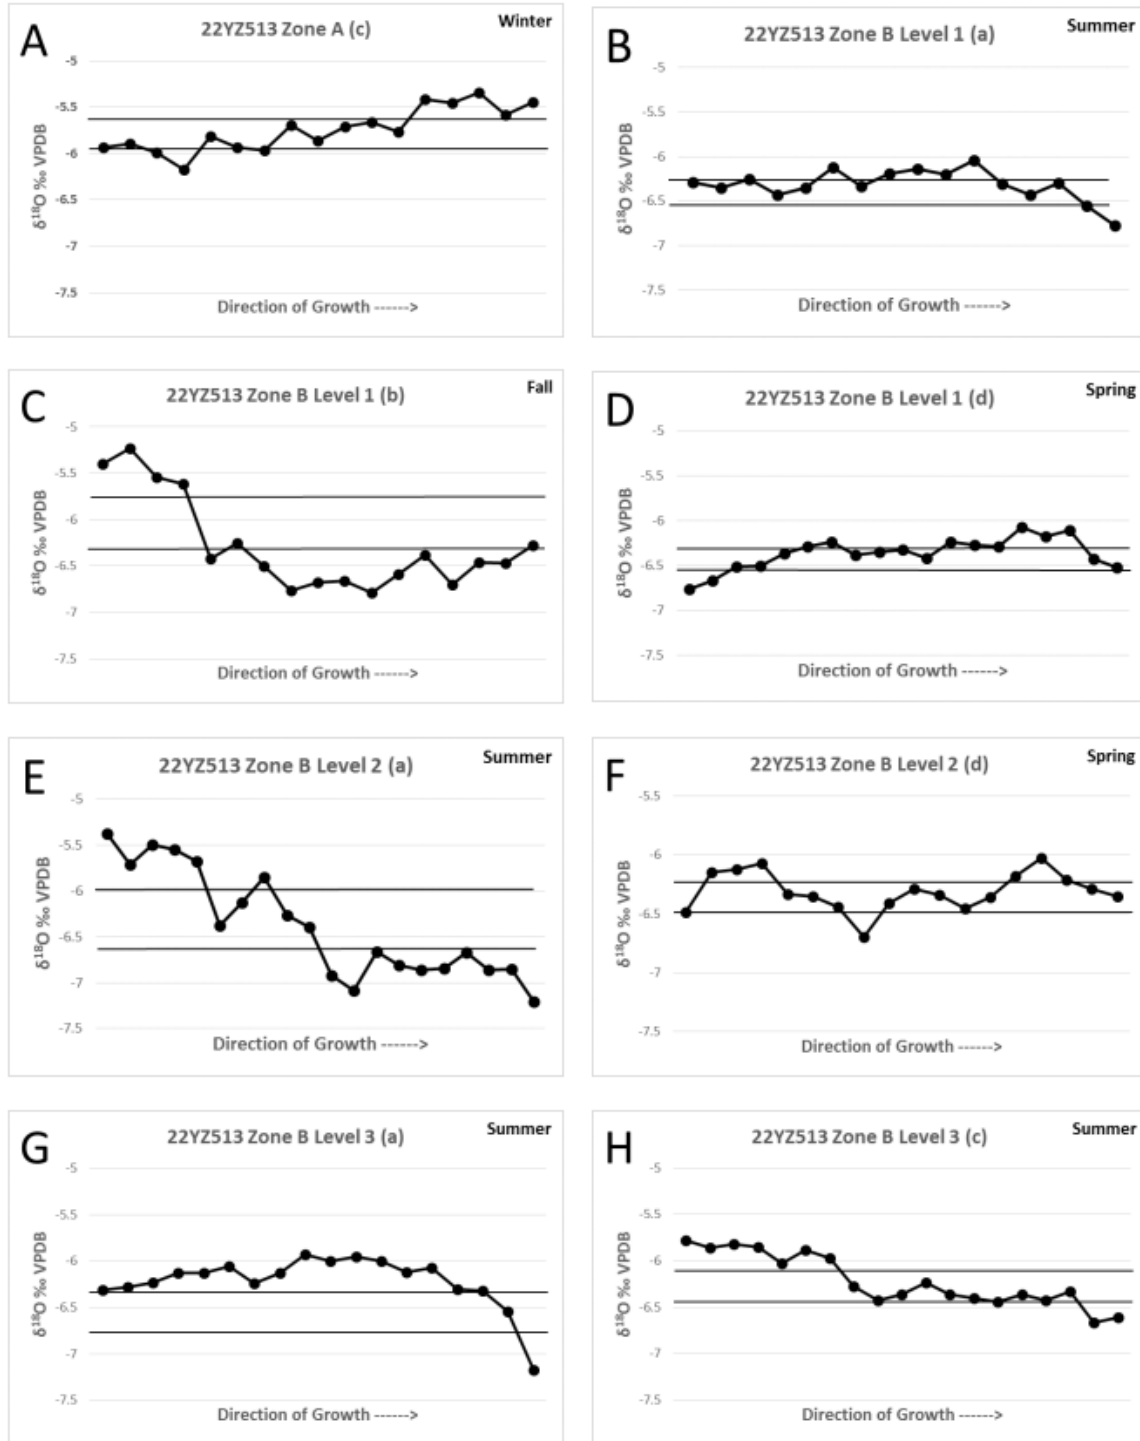 A
22YZ513 Zone A (c)
Winter
-5
-5.5
-6
-6.5
-7
-7.5
δ18O ‰ VPDB
Direction of Growth ------>
B
22YZ513 Zone B Level 1 (a)
Summer
-5
-5.5
-6
-6.5
-7
-7.5
δ18O ‰ VPDB
Direction of Growth ------>
C
22YZ513 Zone B Level 1 (b)
Fall
-5
-5.5
-6
-6.5
-7
-7.5
δ18O ‰ VPDB
Direction of Growth ------>
D
22YZ513 Zone B Level 1 (d)
Spring
-5
-5.5
-6
-6.5
-7
-7.5
δ18O ‰ VPDB
Direction of Growth ------>
E
22YZ513 Zone B Level 2 (a)
Summer
-5
-5.5
-6
-6.5
-7
-7.5
δ18O ‰ VPDB
Direction of Growth ------>
F
22YZ513 Zone B Level 2 (d)
Spring
-5.5
-6
-6.5
-7
-7.5
δ18O ‰ VPDB
Direction of Growth ------>
G
22YZ513 Zone B Level 3 (a)
Summer
-5
-5.5
-6
-6.5
-7
-7.5
δ18O ‰ VPDB
Direction of Growth ------>
H
22YZ513 Zone B Level 3 (c)
Summer
-5
-5.5
-6
-6.5
-7
-7.5
δ18O ‰ VPDB
Direction of Growth ------>